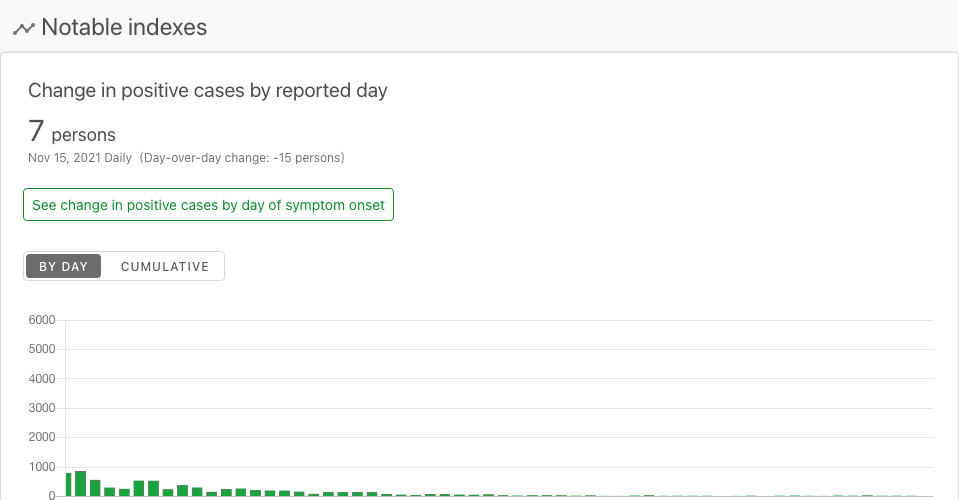 Notable indexes
Change in positive cases by reported day
7 persons
Nov 15, 2021 Daily (Day-over-day change: -15 persons)
See change in positive cases by day of symptom onset
BY DAY CUMULATIVE
6000
5000
4000
3000
2000
1000
0